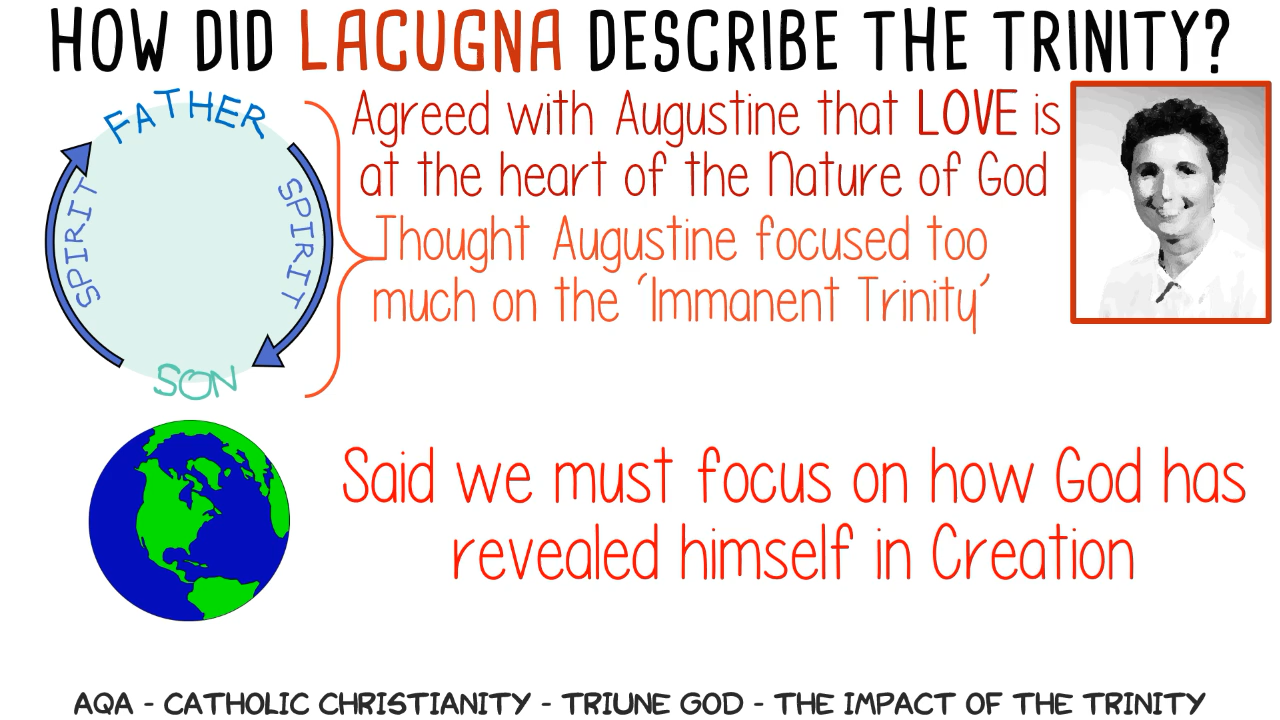 HOW DID LACUGNA DESCRIBE THE TRINITY?
FATHER
SPIRIT
SPIRIT
SON
Agreed with Augustine that LOVE is
at the heart of the Nature of God
Thought Augustine focused too
much on the 'Immanent Trinity'
Said we must focus on how God has
revealed himself in Creation
AQA - CATHOLIC CHRISTIANITY - TRIUNE GOD - THE IMPACT OF THE TRINITY